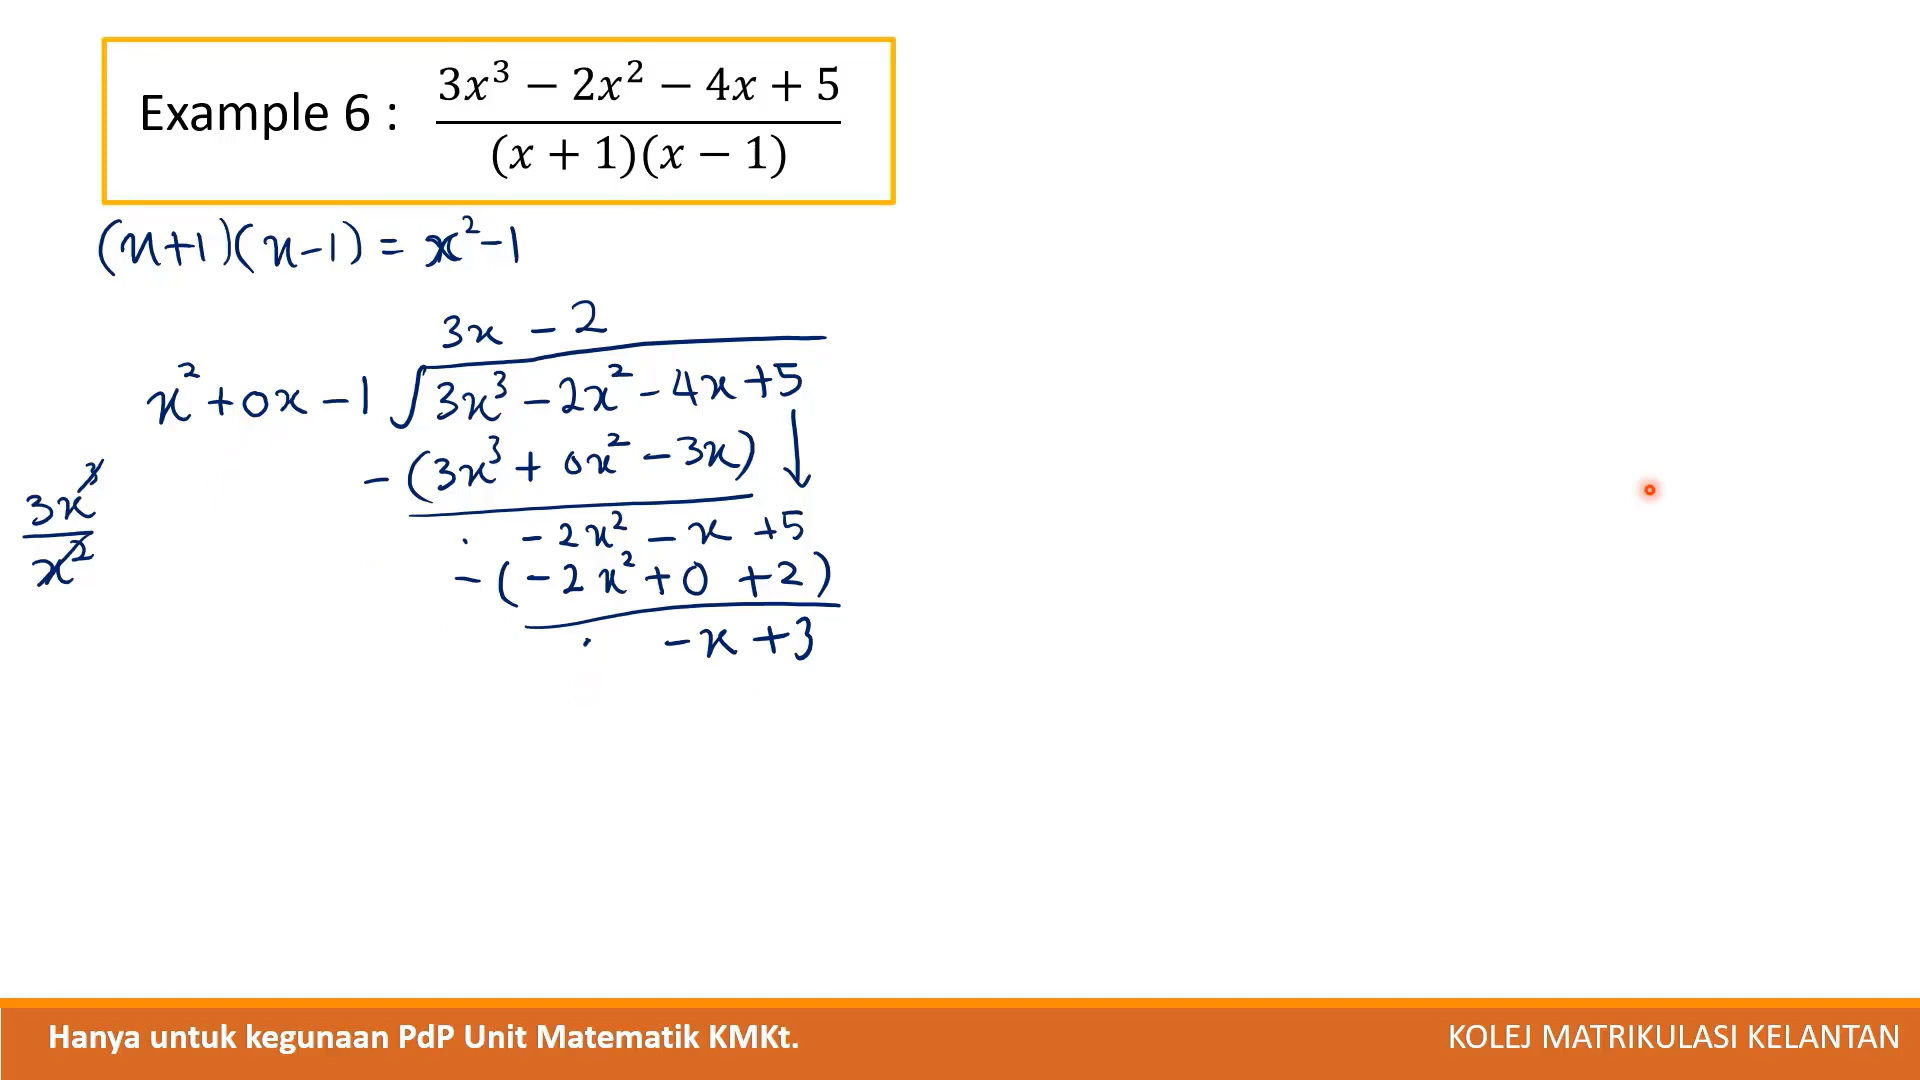 Example 6 : (3x³ − 2x² − 4x + 5) / ((x + 1)(x − 1))
(x+1)(x−1) = x²−1
3x − 2
x² + 0x − 1 √ 3x³ − 2x² − 4x + 5
− (3x³ + 0x² − 3x) ↓
3x³ / x²
. − 2x² − x + 5
− (− 2x² + 0 + 2)
. − x + 3
Hanya untuk kegunaan PdP Unit Matematik KMKt.
KOLEJ MATRIKULASI KELANTAN